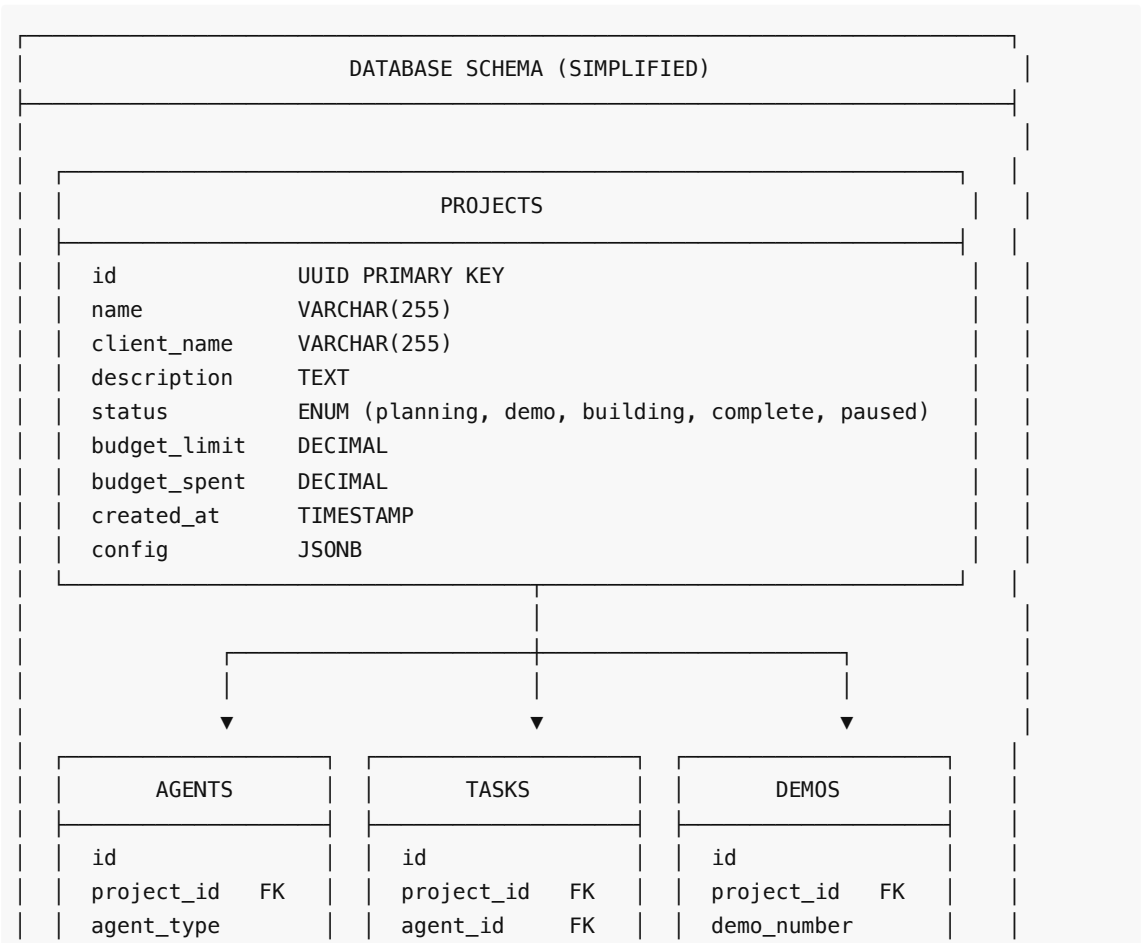 DATABASE SCHEMA (SIMPLIFIED)
PROJECTS
id UUID PRIMARY KEY
name VARCHAR(255)
client_name VARCHAR(255)
description TEXT
status ENUM (planning, demo, building, complete, paused)
budget_limit DECIMAL
budget_spent DECIMAL
created_at TIMESTAMP
config JSONB
AGENTS TASKS DEMOS
id id id
project_id FK project_id FK project_id FK
agent_type agent_id FK demo_number